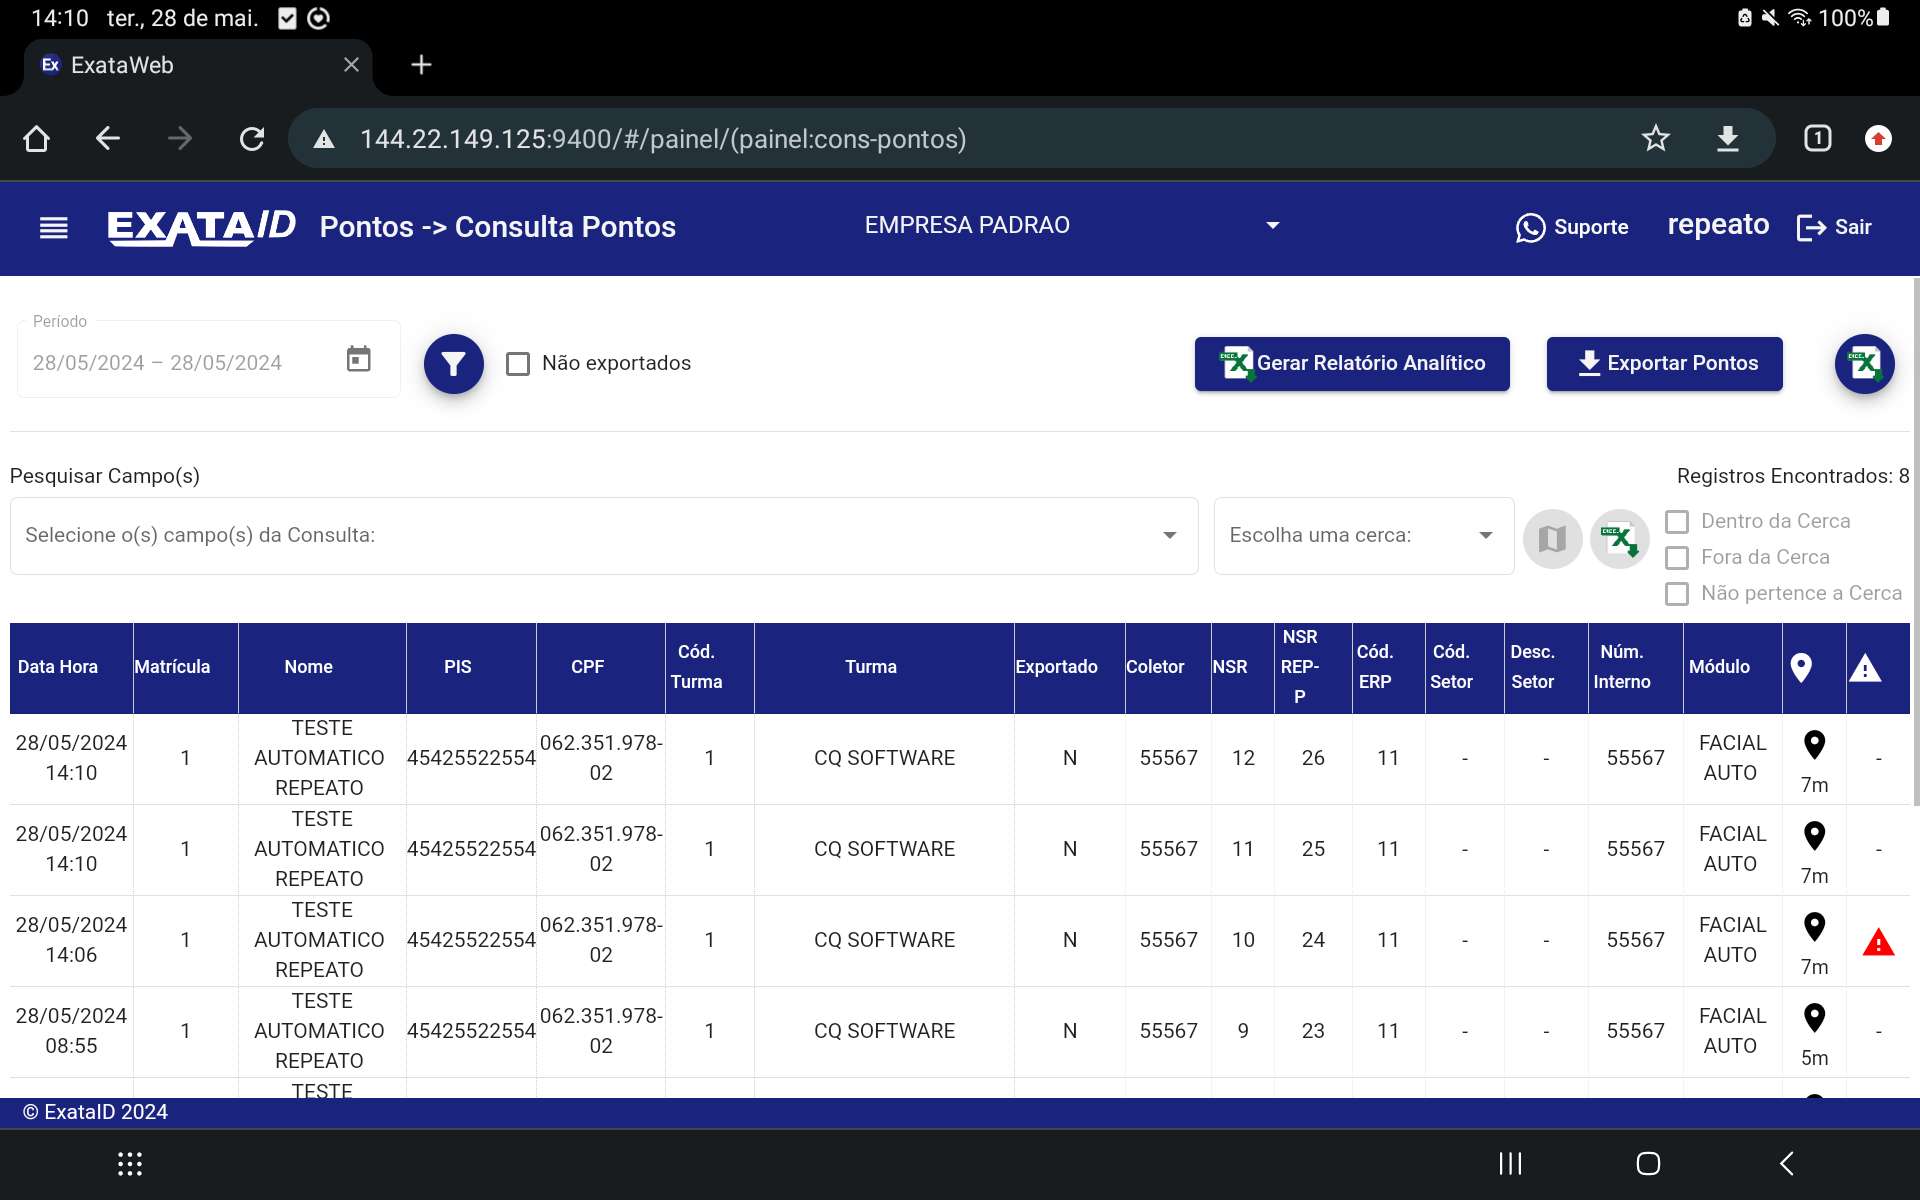 14:10 ter., 28 de mai. 100%
Ex ExataWeb
144.22.149.125:9400/#/painel/(painel:cons-pontos) 1
EXATAID Pontos -> Consulta Pontos EMPRESA PADRAO Suporte repeato Sair
Período
28/05/2024 – 28/05/2024 Não exportados Gerar Relatório Analítico Exportar Pontos
Pesquisar Campo(s) Registros Encontrados: 8
Selecione o(s) campo(s) da Consulta: Escolha uma cerca: Dentro da Cerca
Fora da Cerca
Não pertence a Cerca
Data Hora Matrícula Nome PIS CPF Cód. Turma Turma Exportado Coletor NSR NSR REP-P Cód. ERP Cód. Setor Desc. Setor Núm. Interno Módulo
28/05/2024 14:10 1 TESTE AUTOMATICO REPEATO 45425522554 062.351.978-02 1 CQ SOFTWARE N 55567 12 26 11 - - 55567 FACIAL AUTO 7m -
28/05/2024 14:10 1 TESTE AUTOMATICO REPEATO 45425522554 062.351.978-02 1 CQ SOFTWARE N 55567 11 25 11 - - 55567 FACIAL AUTO 7m -
28/05/2024 14:06 1 TESTE AUTOMATICO REPEATO 45425522554 062.351.978-02 1 CQ SOFTWARE N 55567 10 24 11 - - 55567 FACIAL AUTO 7m
28/05/2024 08:55 1 TESTE AUTOMATICO REPEATO 45425522554 062.351.978-02 1 CQ SOFTWARE N 55567 9 23 11 - - 55567 FACIAL AUTO 5m -
TESTE
© ExataID 2024